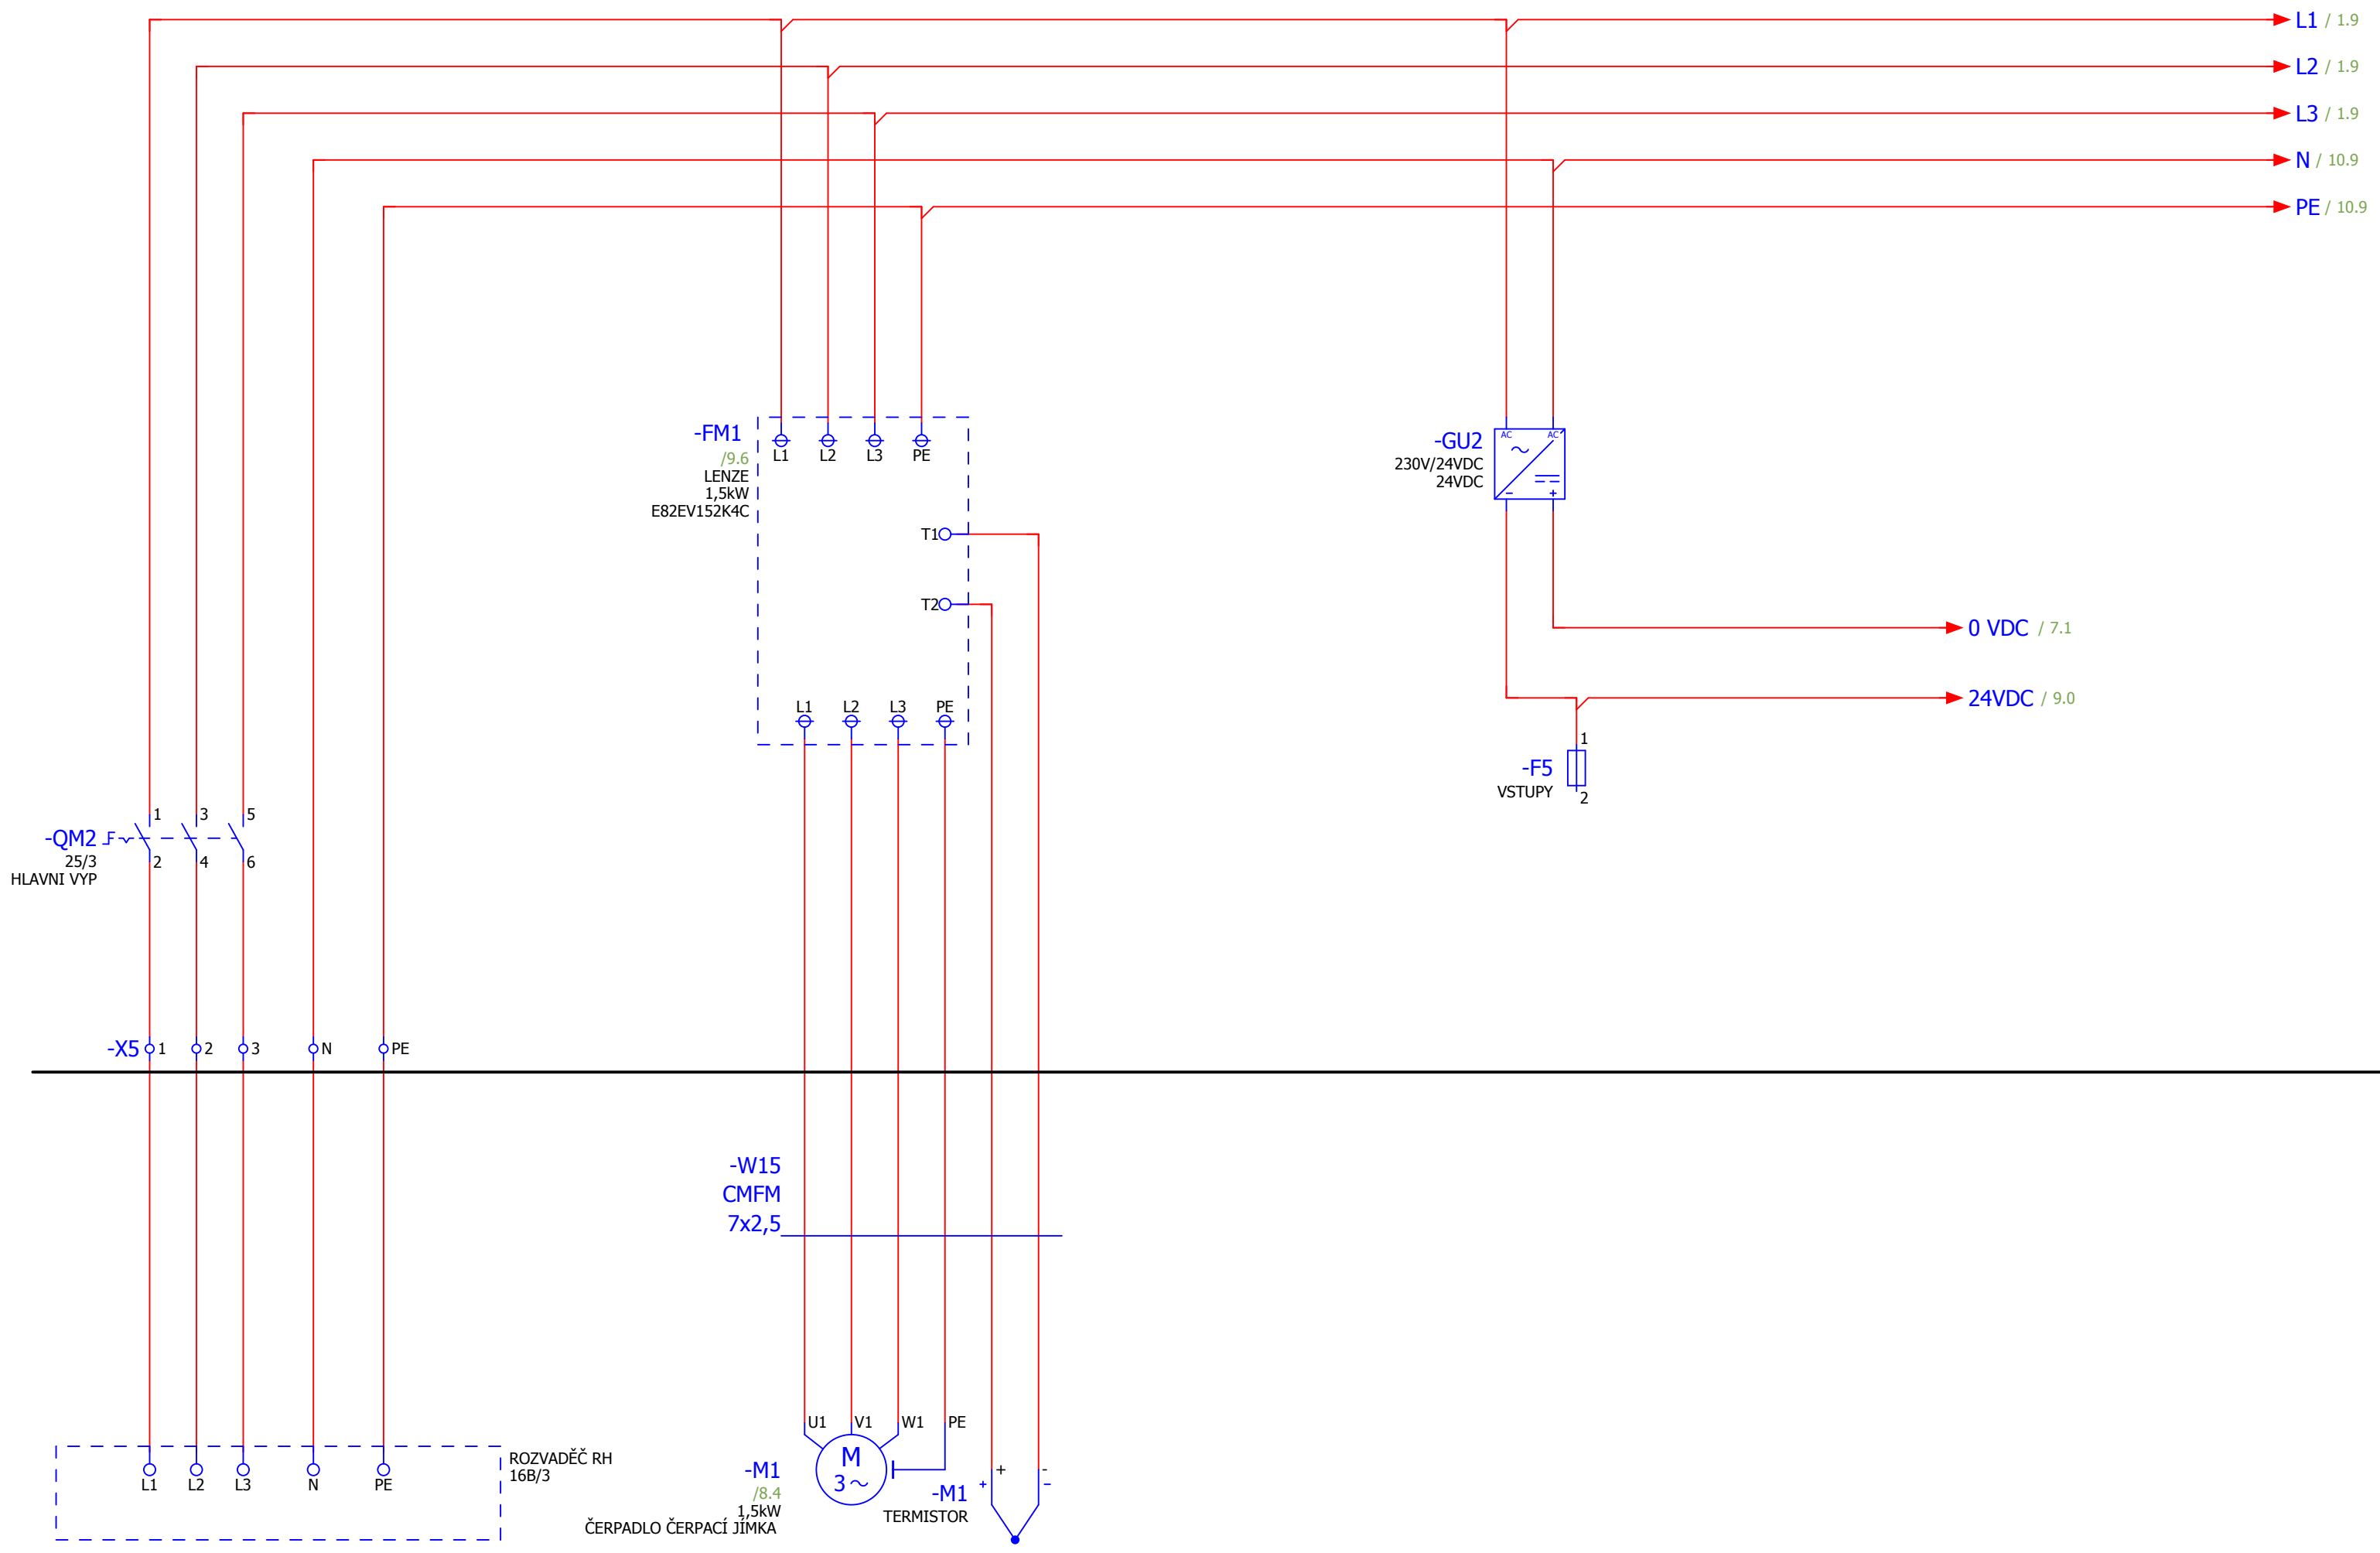 L1 / 1.9
L2 / 1.9
L3 / 1.9
N / 10.9
PE / 10.9
-FM1
/9.6
LENZE
1,5kW
E82EV152K4C
L1 L2 L3 PE
T1
T2
L1 L2 L3 PE
-GU2
230V/24VDC
24VDC
AC AC
- +
0 VDC / 7.1
24VDC / 9.0
-F5
VSTUPY
1
2
-QM2
25/3
HLAVNI VYP
1 3 5
2 4 6
-X5 1 2 3 N PE
-W15
CMFM
7x2,5
ROZVADĚČ RH
16B/3
L1 L2 L3 N PE
U1 V1 W1 PE
M
3~
-M1
/8.4
1,5kW
ČERPADLO ČERPACÍ JÍMKA
-M1
TERMISTOR
+ -
+ -